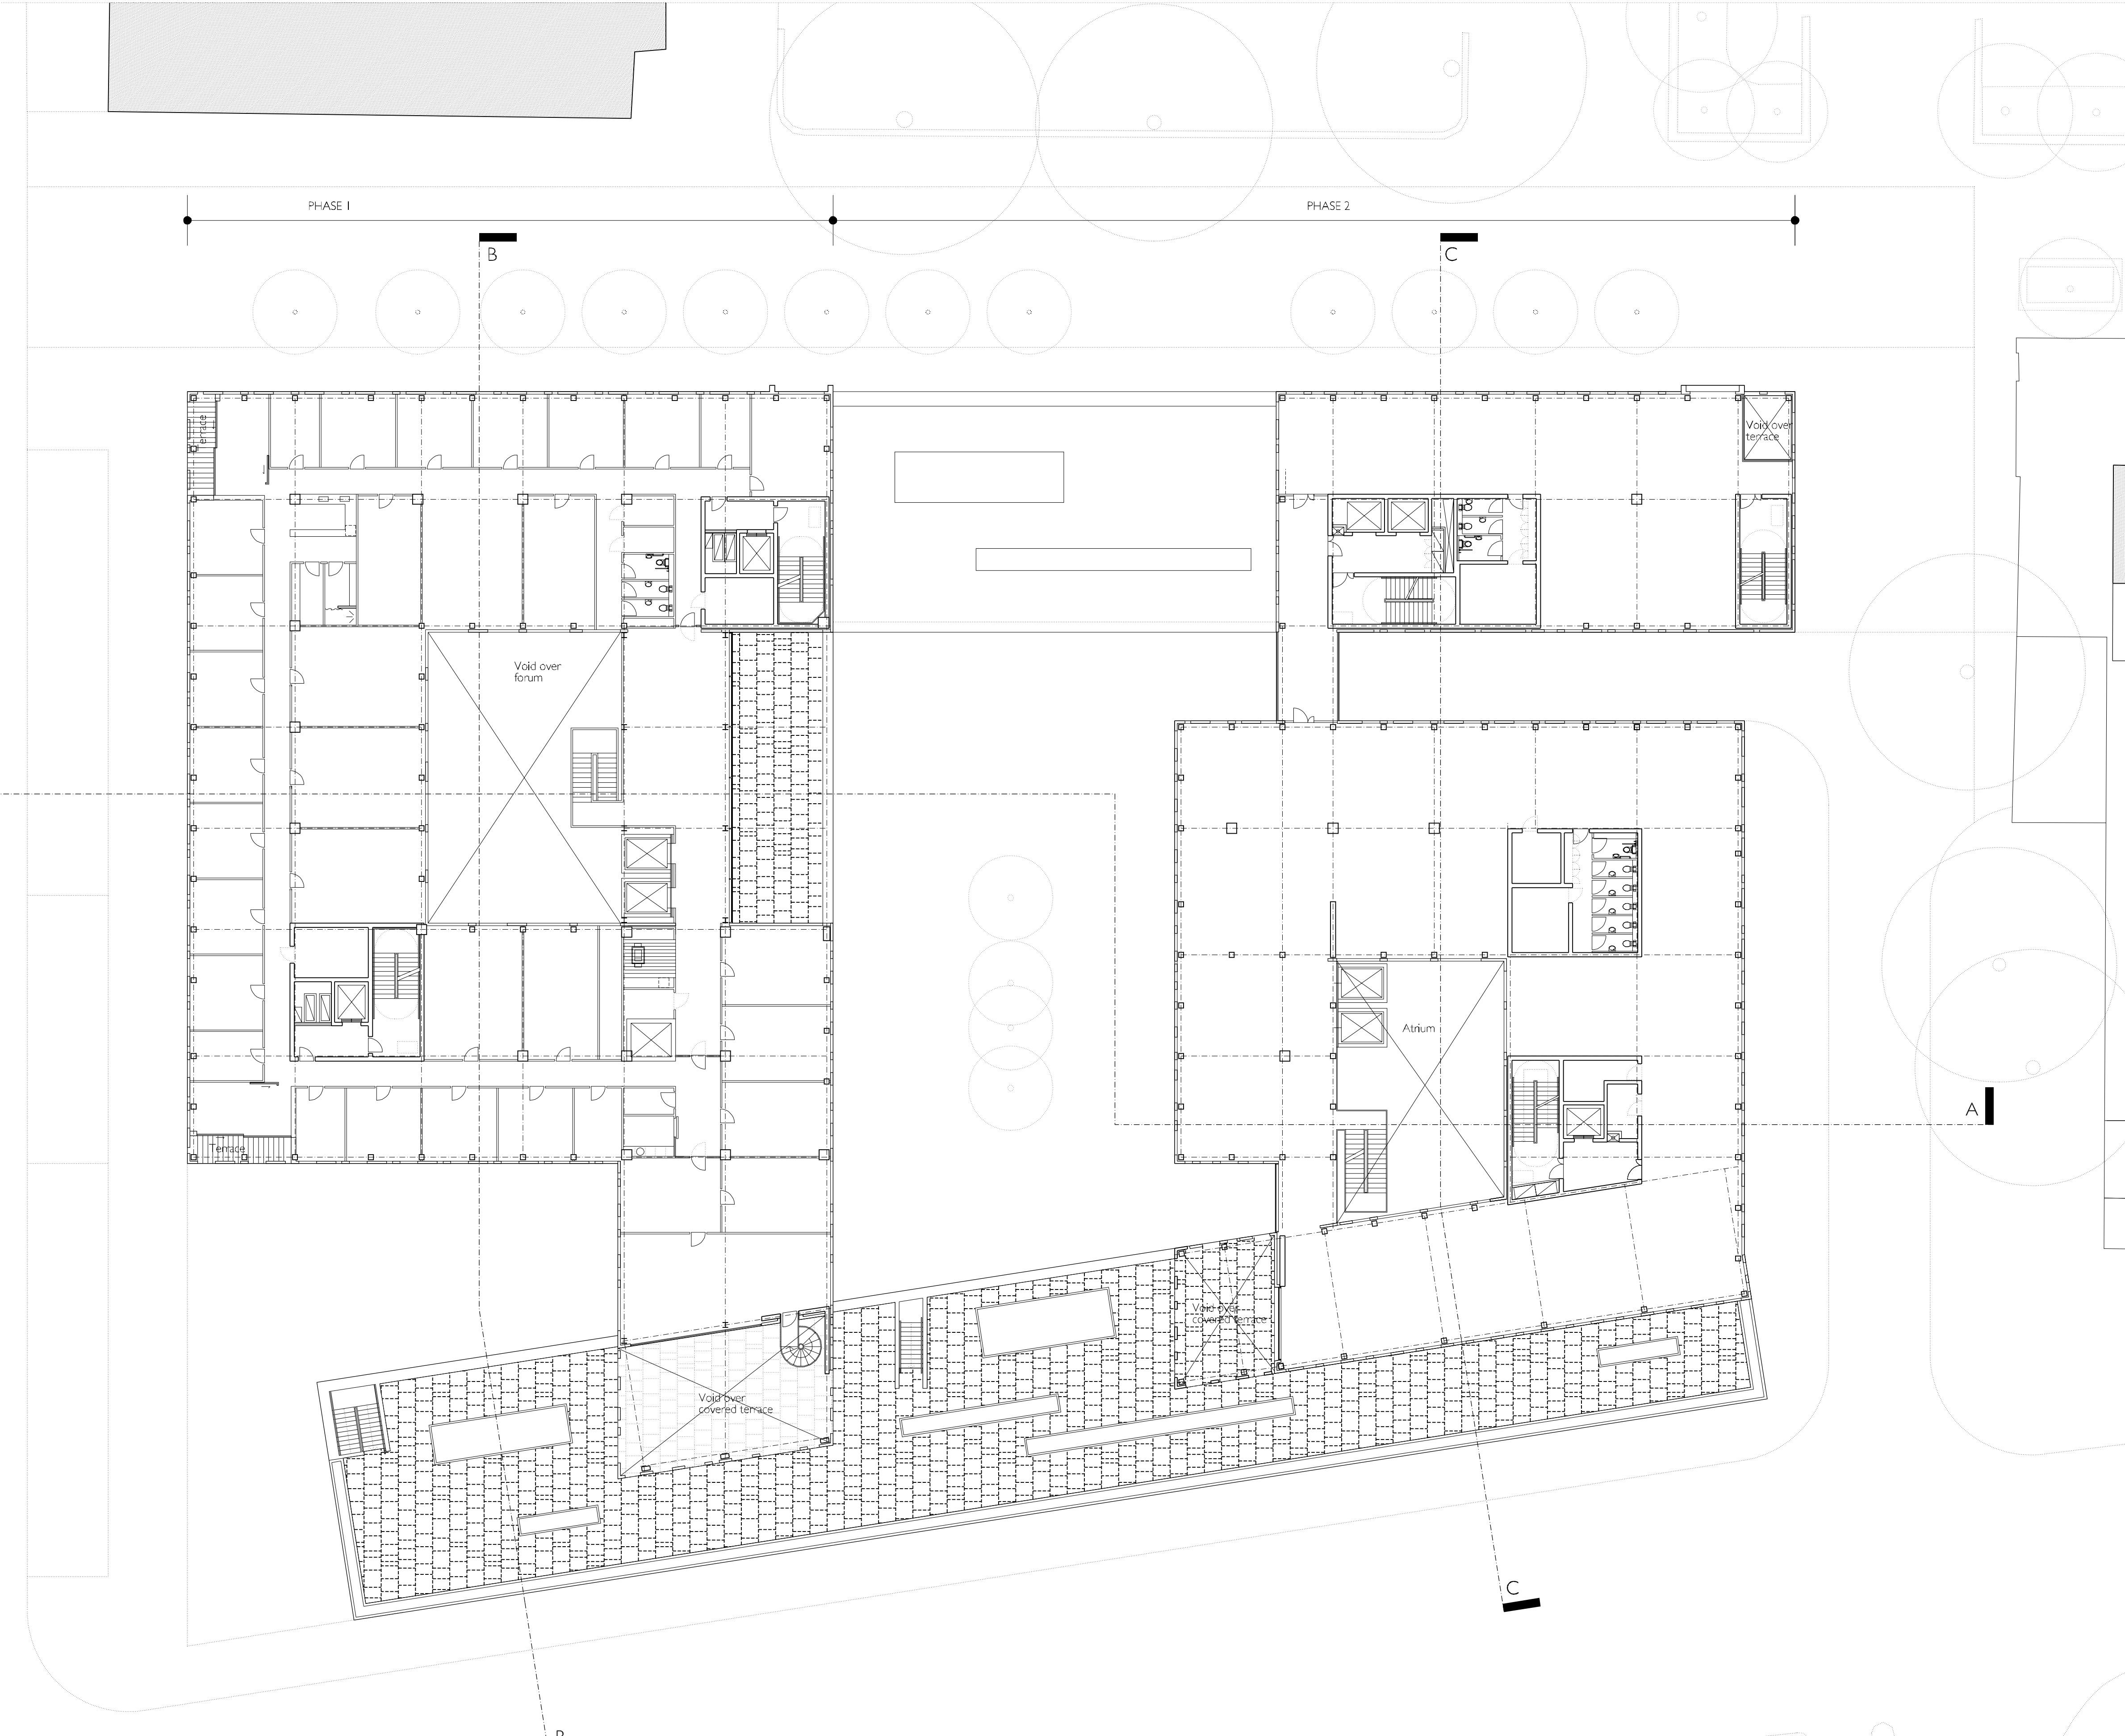 PHASE 1
PHASE 2
B
C
Terrace
Void over
terrace
Void over
forum
Atrium
A
Terrace
Void over
covered terrace
Void over
covered terrace
C
B